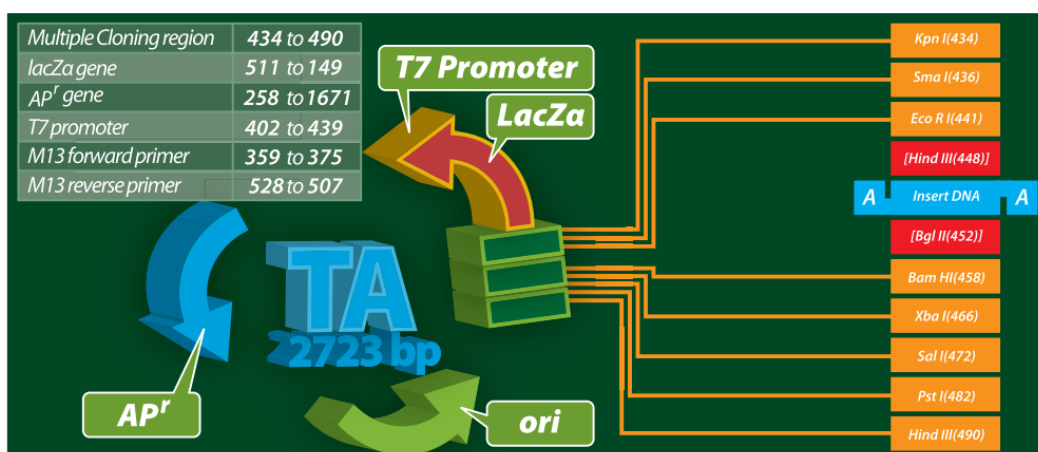 Multiple Cloning region 434 to 490
lacZa gene 511 to 149
APr gene 258 to 1671
T7 promoter 402 to 439
M13 forward primer 359 to 375
M13 reverse primer 528 to 507
T7 Promoter
LacZa
TA
2723 bp
APr
ori
Kpn I(434)
Sma I(436)
Eco R I(441)
[Hind III(448)]
A Insert DNA A
[Bgl II(452)]
Bam HI(458)
Xba I(466)
Sal I(472)
Pst I(482)
Hind III(490)